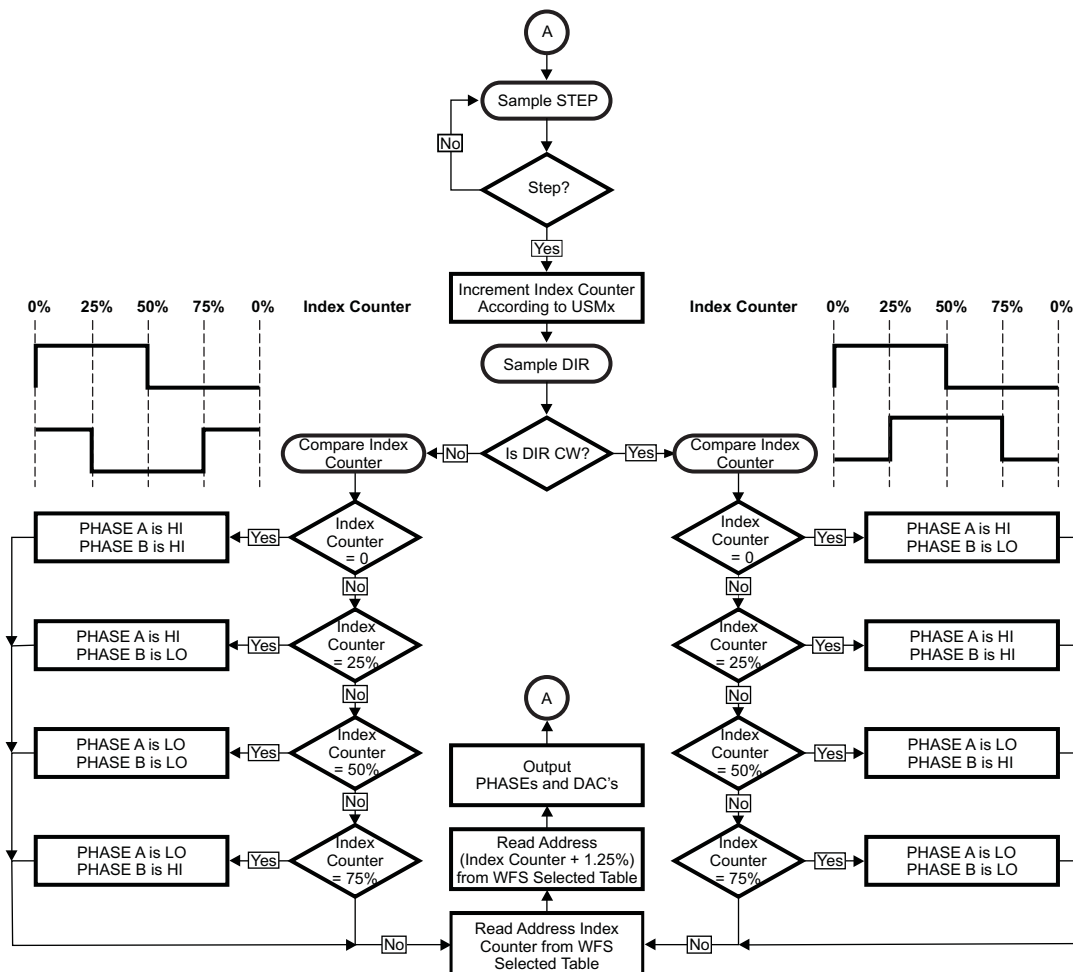 A
Sample STEP
No
Step?
Yes
Increment Index Counter
According to USMx
0% 25% 50% 75% 0%
Index Counter
Index Counter
0% 25% 50% 75% 0%
Sample DIR
Compare Index
Counter
No
Is DIR CW?
Yes
Compare Index
Counter
PHASE A is HI
PHASE B is HI
Yes
Index
Counter
= 0
Index
Counter
= 0
Yes
PHASE A is HI
PHASE B is LO
No
No
PHASE A is HI
PHASE B is LO
Yes
Index
Counter
= 25%
Index
Counter
= 25%
Yes
PHASE A is HI
PHASE B is HI
No
A
No
PHASE A is LO
PHASE B is LO
Yes
Index
Counter
= 50%
Output
PHASEs and DAC's
Index
Counter
= 50%
Yes
PHASE A is LO
PHASE B is HI
No
No
PHASE A is LO
PHASE B is HI
Yes
Index
Counter
= 75%
Read Address
(Index Counter + 1.25%)
from WFS Selected Table
Index
Counter
= 75%
Yes
PHASE A is LO
PHASE B is LO
No
Read Address Index
Counter from WFS
Selected Table
No